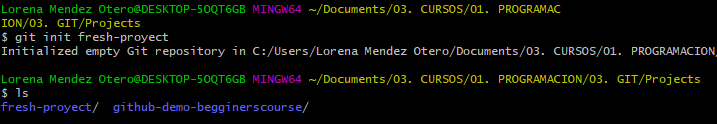 Lorena Mendez Otero@DESKTOP-5OQT6GB MINGW64 ~/Documents/03. CURSOS/01. PROGRAMAC
ION/03. GIT/Projects
$ git init fresh-proyect
Initialized empty Git repository in C:/Users/Lorena Mendez Otero/Documents/03. CURSOS/01. PROGRAMACION/
Lorena Mendez Otero@DESKTOP-5OQT6GB MINGW64 ~/Documents/03. CURSOS/01. PROGRAMACION/03. GIT/Projects
$ ls
fresh-proyect/  github-demo-begginerscourse/